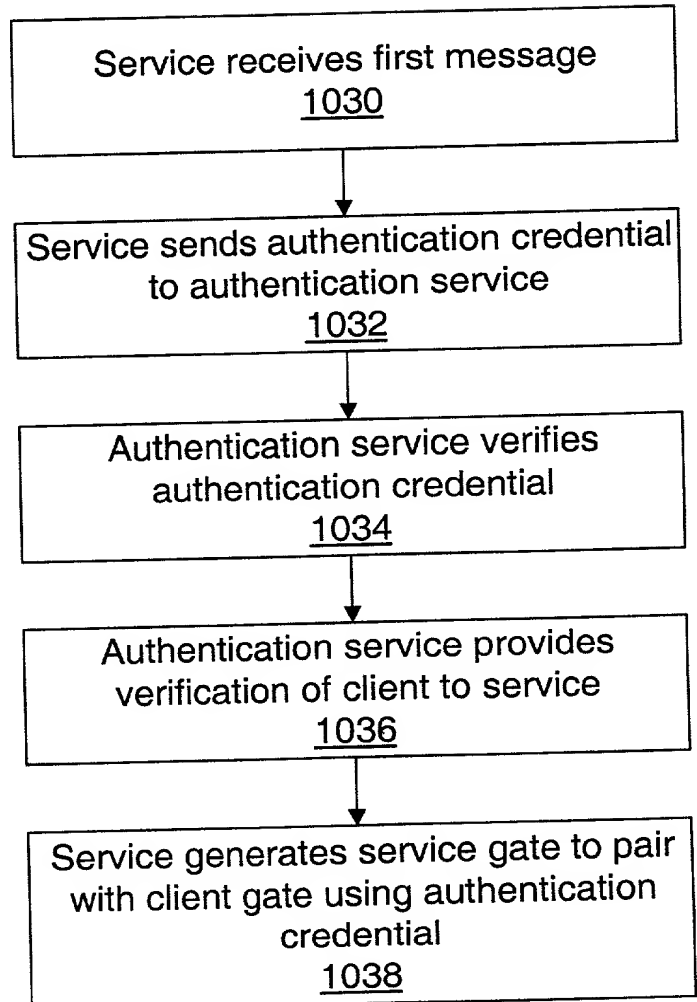 Service receives first message
1030
Service sends authentication credential
to authentication service
1032
Authentication service verifies
authentication credential
1034
Authentication service provides
verification of client to service
1036
Service generates service gate to pair
with client gate using authentication
credential
1038